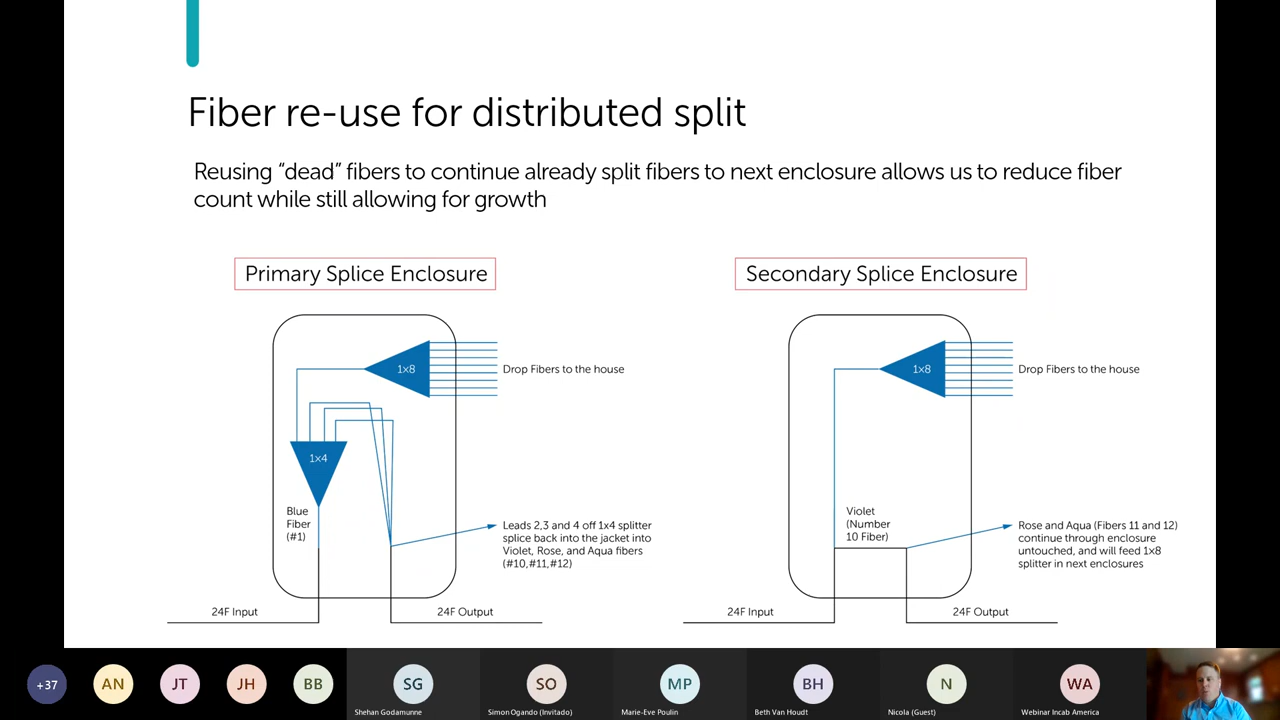 Fiber re-use for distributed split
Reusing “dead” fibers to continue already split fibers to next enclosure allows us to reduce fiber
count while still allowing for growth
Primary Splice Enclosure
1x8
Drop Fibers to the house
1x4
Blue
Fiber
(#1)
Leads 2,3 and 4 off 1x4 splitter
splice back into the jacket into
Violet, Rose, and Aqua fibers
(#10,#11,#12)
24F Input
24F Output
Secondary Splice Enclosure
1x8
Drop Fibers to the house
Violet
(Number
10 Fiber)
Rose and Aqua (Fibers 11 and 12)
continue through enclosure
untouched, and will feed 1x8
splitter in next enclosures
24F Input
24F Output
+37
AN
JT
JH
BB
SG
Shehan Godamunne
SO
Simon Ogando (Invitado)
MP
Marie-Eve Poulin
BH
Beth Van Houdt
N
Nicola (Guest)
WA
Webinar Incab America